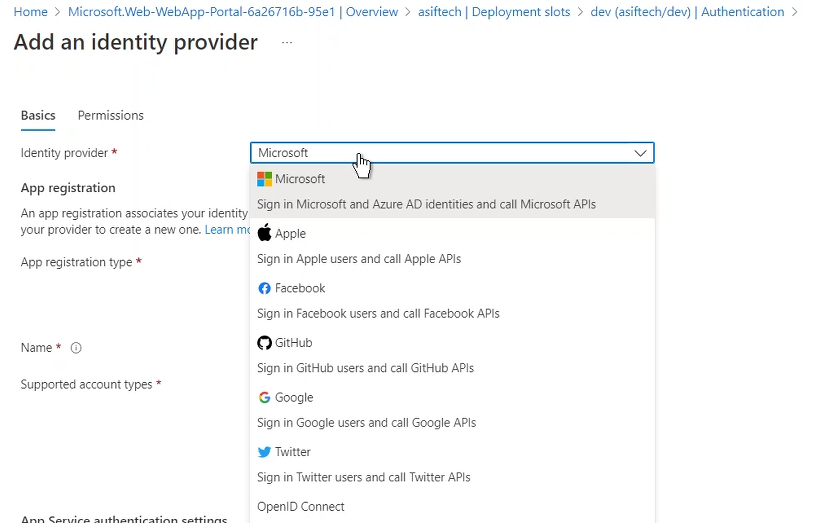 Home > Microsoft.Web-WebApp-Portal-6a26716b-95e1 | Overview > asiftech | Deployment slots > dev (asiftech/dev) | Authentication >
Add an identity provider ...
Basics Permissions
Identity provider *
Microsoft
Microsoft
Sign in Microsoft and Azure AD identities and call Microsoft APIs
Apple
Sign in Apple users and call Apple APIs
Facebook
Sign in Facebook users and call Facebook APIs
GitHub
Sign in GitHub users and call GitHub APIs
Google
Sign in Google users and call Google APIs
Twitter
Sign in Twitter users and call Twitter APIs
OpenID Connect
App registration
An app registration associates your identity
your provider to create a new one. Learn mo
App registration type *
Name *
Supported account types *
App Service authentication settings